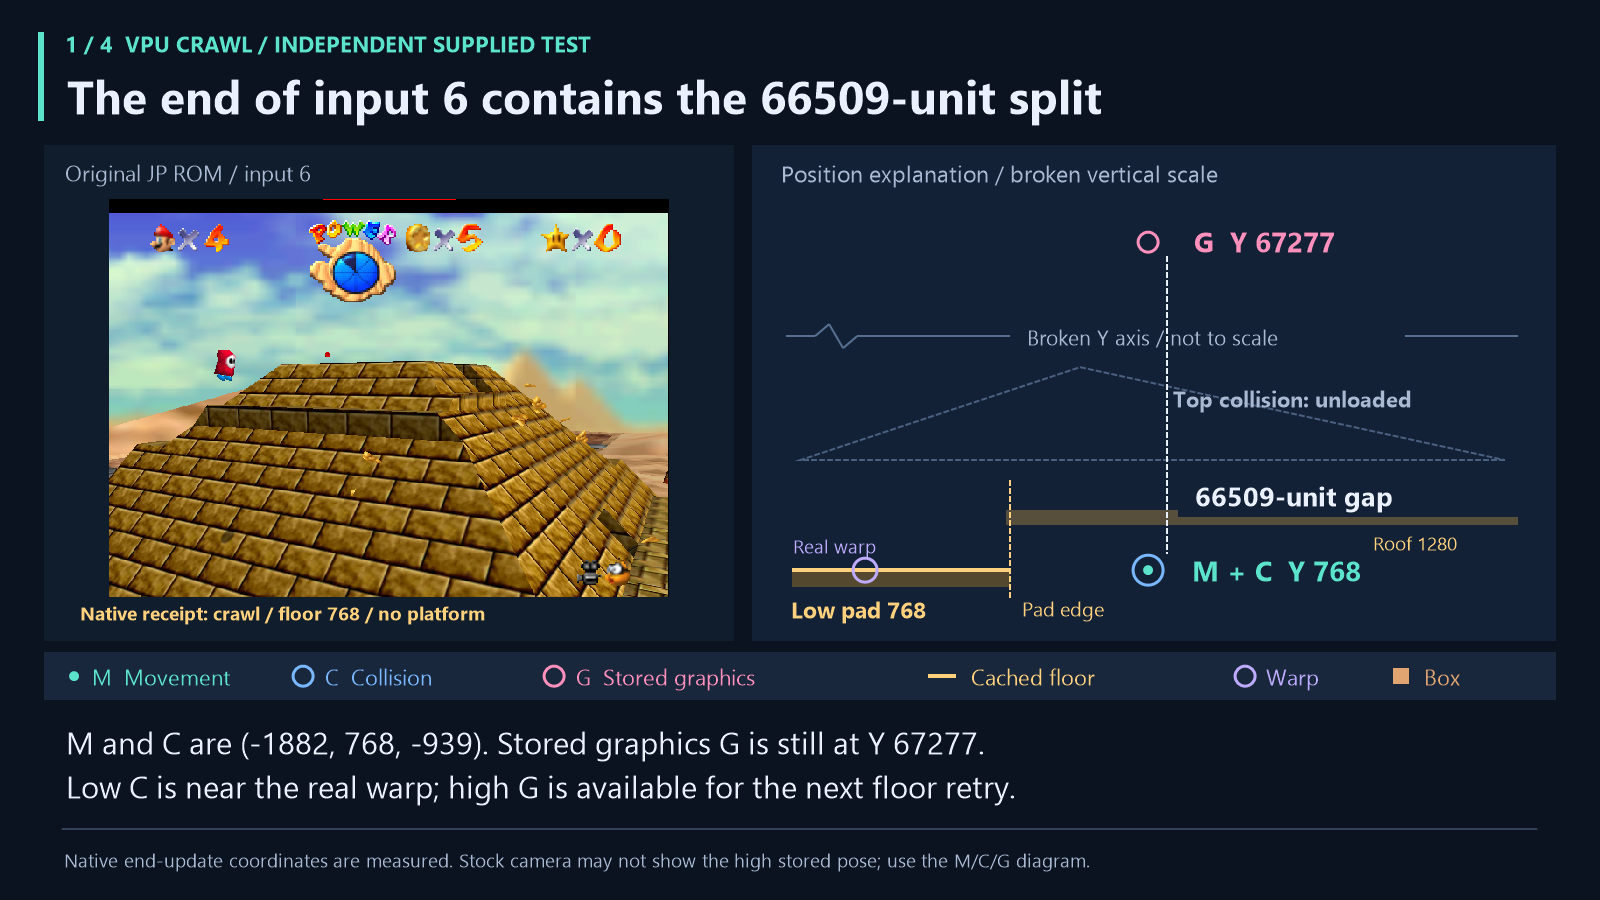 1 / 4 VPU CRAWL / INDEPENDENT SUPPLIED TEST
The end of input 6 contains the 66509-unit split
Original JP ROM / input 6
×4
POWER
×5
×0
Native receipt: crawl / floor 768 / no platform
Position explanation / broken vertical scale
G Y 67277
Broken Y axis / not to scale
Top collision: unloaded
66509-unit gap
Roof 1280
Real warp
M + C Y 768
Low pad 768
Pad edge
M Movement
C Collision
G Stored graphics
Cached floor
Warp
Box
M and C are (-1882, 768, -939). Stored graphics G is still at Y 67277.
Low C is near the real warp; high G is available for the next floor retry.
Native end-update coordinates are measured. Stock camera may not show the high stored pose; use the M/C/G diagram.